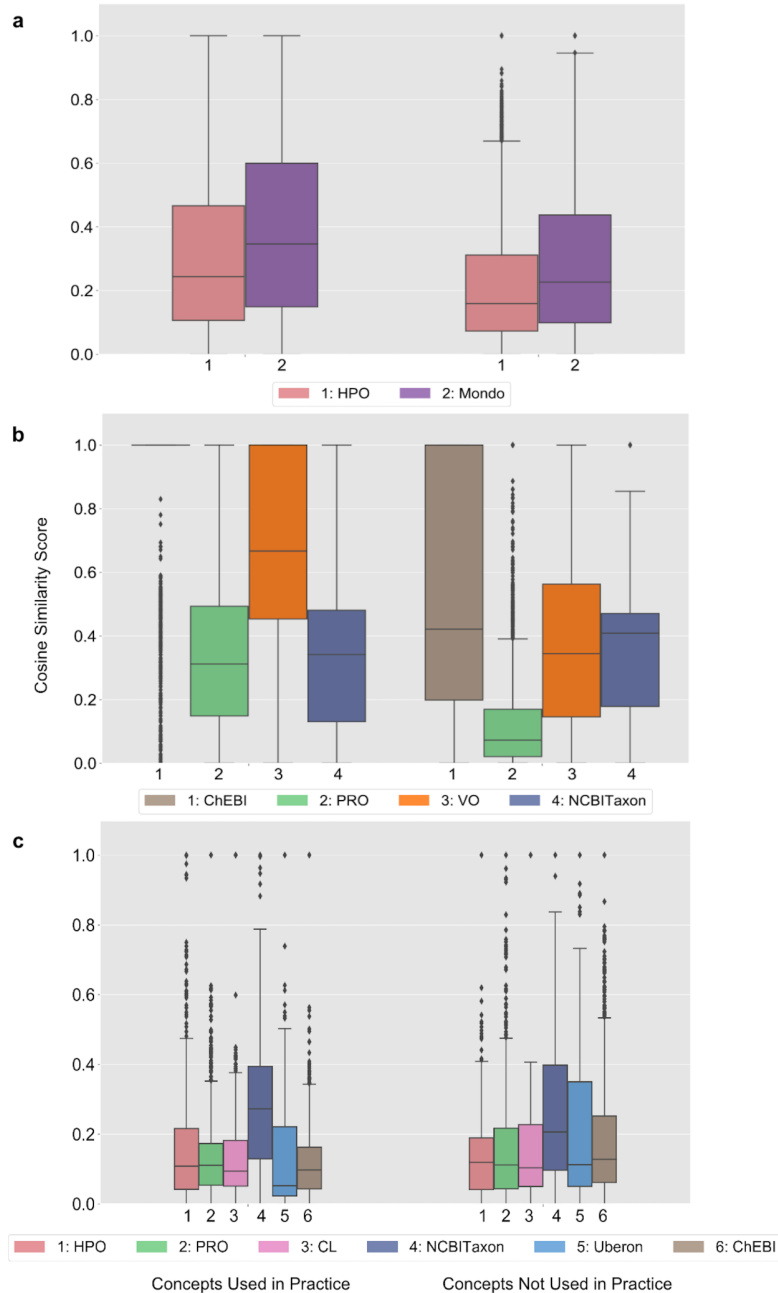 a
1.0
0.8
0.6
0.4
0.2
0.0
1 2 1 2
1: HPO 2: Mondo
b
Cosine Similarity Score
1.0
0.8
0.6
0.4
0.2
0.0
1 2 3 4 1 2 3 4
1: ChEBI 2: PRO 3: VO 4: NCBITaxon
c
1.0
0.8
0.6
0.4
0.2
0.0
1 2 3 4 5 6 1 2 3 4 5 6
1: HPO 2: PRO 3: CL 4: NCBITaxon 5: Uberon 6: ChEBI
Concepts Used in Practice Concepts Not Used in Practice